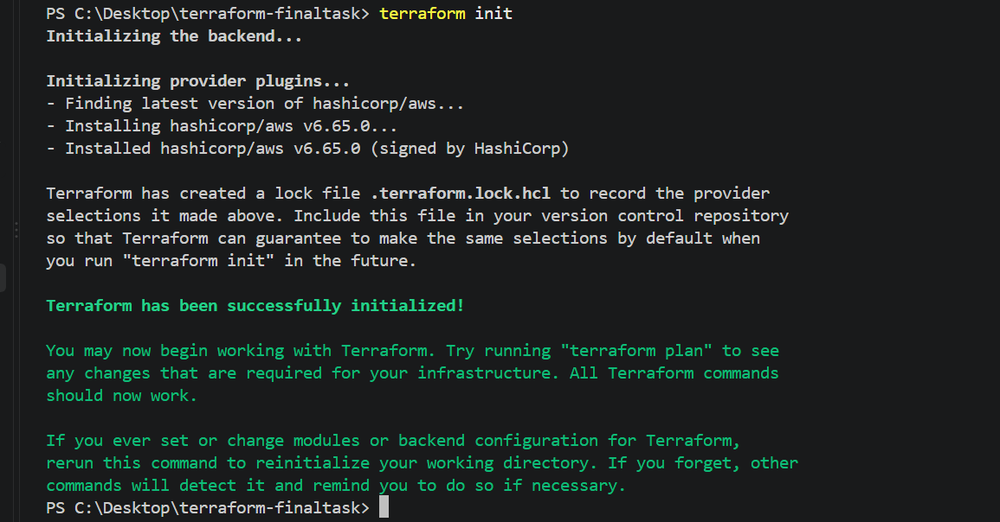 PS C:\Desktop\terraform-finaltask> terraform init
Initializing the backend...
Initializing provider plugins...
- Finding latest version of hashicorp/aws...
- Installing hashicorp/aws v6.65.0...
- Installed hashicorp/aws v6.65.0 (signed by HashiCorp)
Terraform has created a lock file .terraform.lock.hcl to record the provider
selections it made above. Include this file in your version control repository
so that Terraform can guarantee to make the same selections by default when
you run "terraform init" in the future.
Terraform has been successfully initialized!
You may now begin working with Terraform. Try running "terraform plan" to see
any changes that are required for your infrastructure. All Terraform commands
should now work.
If you ever set or change modules or backend configuration for Terraform,
rerun this command to reinitialize your working directory. If you forget, other
commands will detect it and remind you to do so if necessary.
PS C:\Desktop\terraform-finaltask>